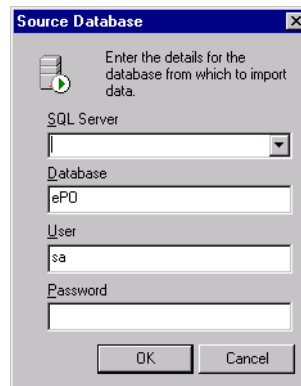 Source Database
Enter the details for the
database from which to import
data.
SQL Server
Database
ePO
User
sa
Password
OK
Cancel